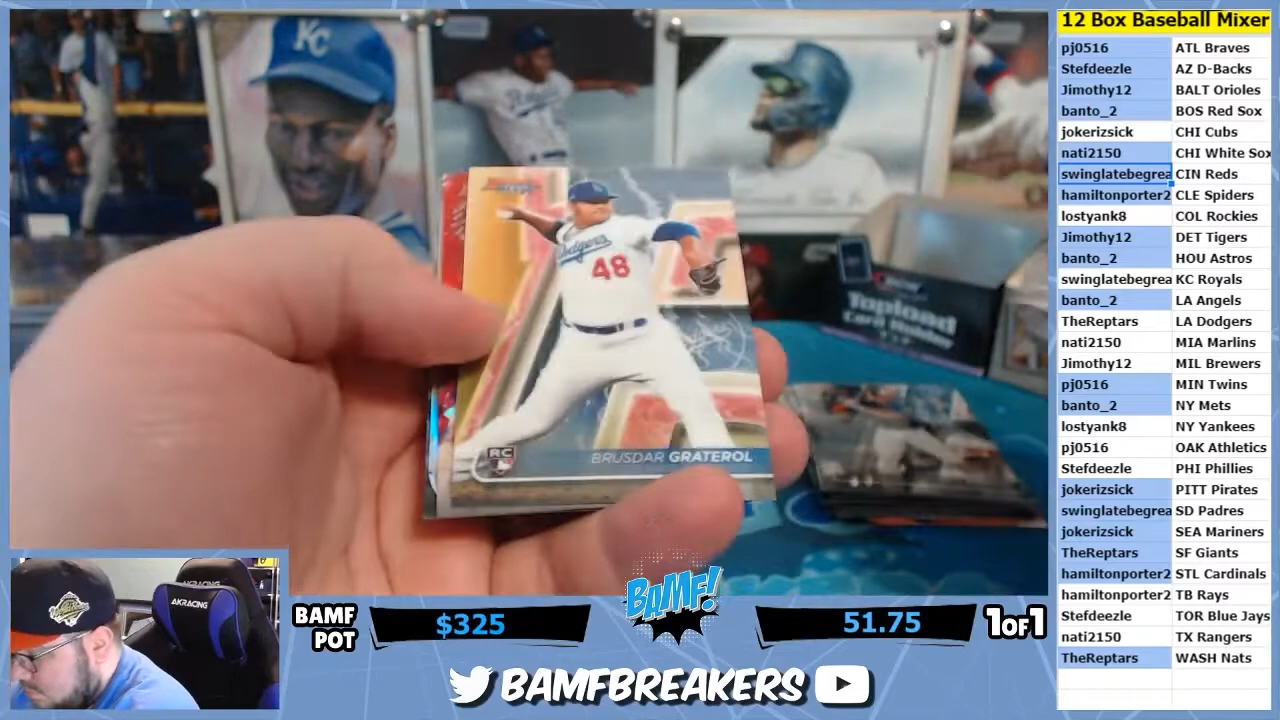 12 Box Baseball Mixer
pj0516 ATL Braves
Stefdeezle AZ D-Backs
Jimothy12 BALT Orioles
banto_2 BOS Red Sox
jokerizsick CHI Cubs
nati2150 CHI White Sox
swinglatebegrea CIN Reds
hamiltonporter2 CLE Spiders
lostyank8 COL Rockies
Jimothy12 DET Tigers
banto_2 HOU Astros
swinglatebegrea KC Royals
banto_2 LA Angels
TheReptars LA Dodgers
nati2150 MIA Marlins
Jimothy12 MIL Brewers
pj0516 MIN Twins
banto_2 NY Mets
lostyank8 NY Yankees
pj0516 OAK Athletics
Stefdeezle PHI Phillies
jokerizsick PITT Pirates
swinglatebegrea SD Padres
jokerizsick SEA Mariners
TheReptars SF Giants
hamiltonporter2 STL Cardinals
hamiltonporter2 TB Rays
Stefdeezle TOR Blue Jays
nati2150 TX Rangers
TheReptars WASH Nats
KC
Dodgers
48
RC
BRUSDAR GRATEROL
Topload
Card Holder
AKRACING
BAMF
POT
$325
BAMF!
51.75
1OF1
BAMFBREAKERS